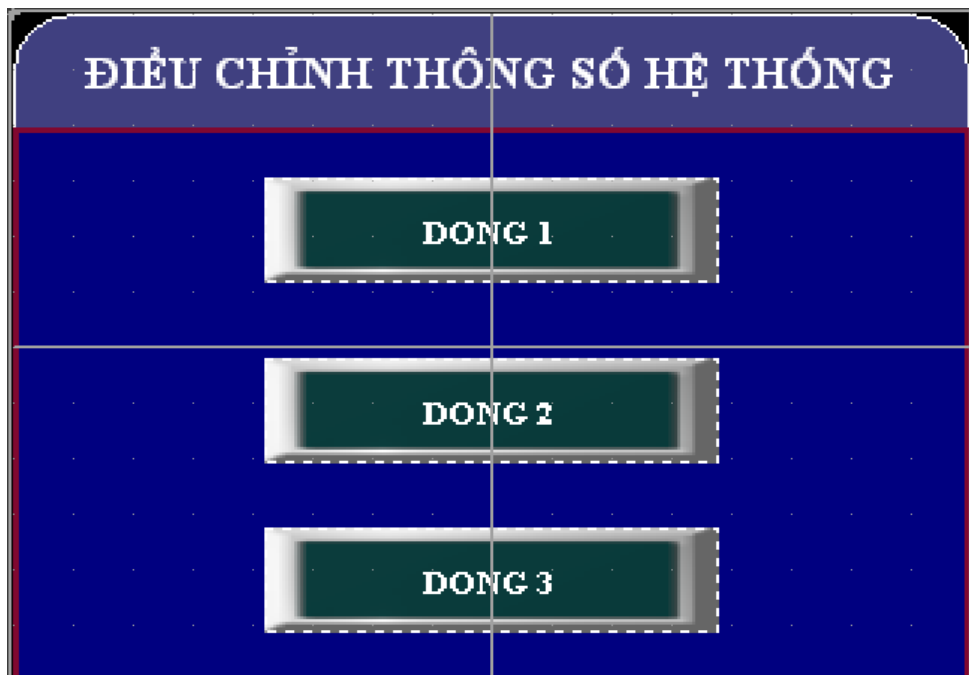 ĐIỀU CHỈNH THÔNG SỐ HỆ THỐNG
DONG 1
DONG 2
DONG 3